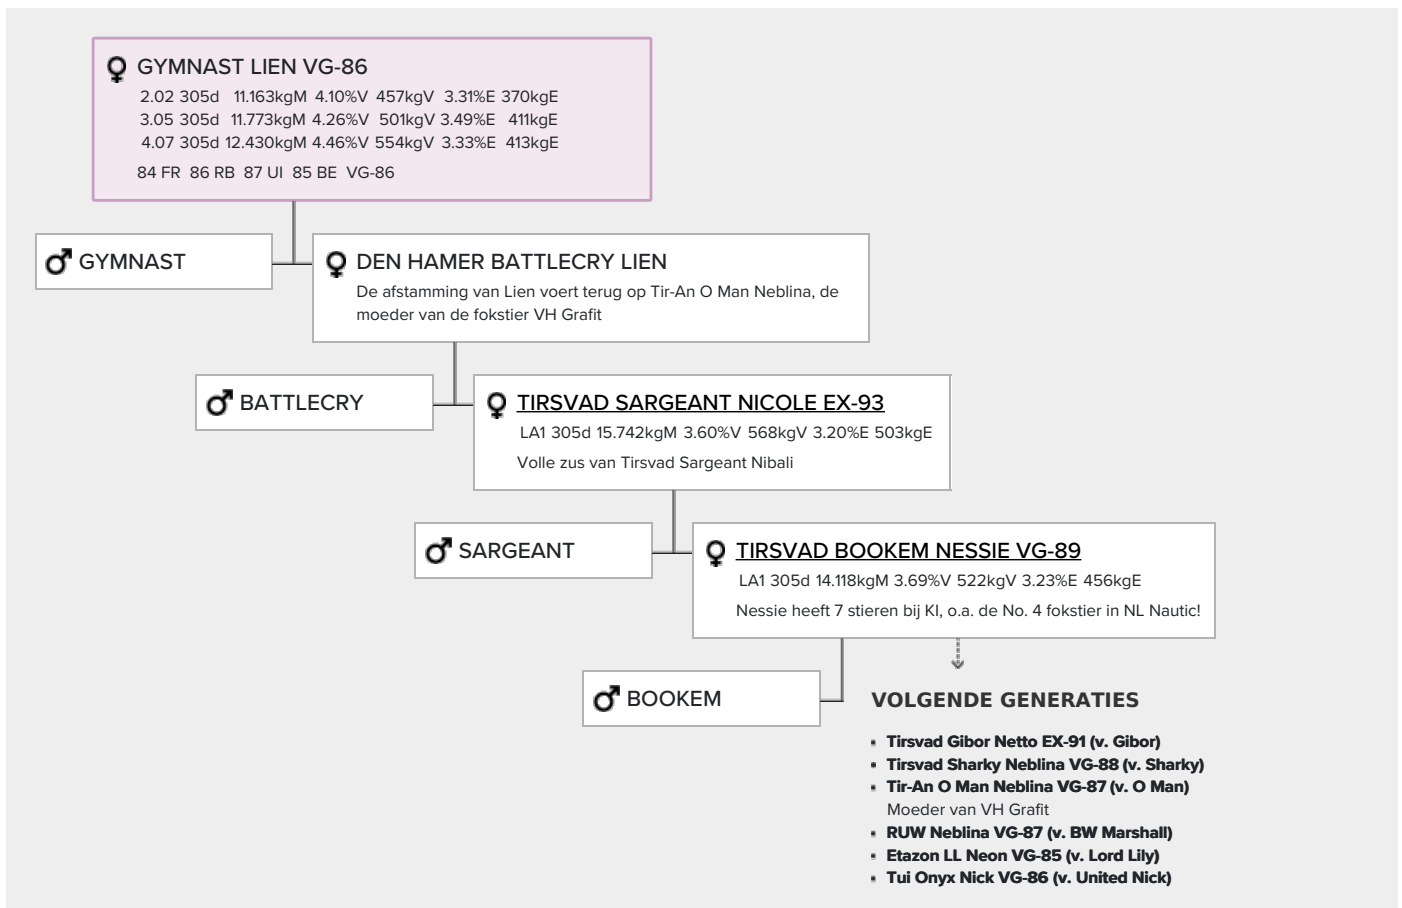 GYMNAST LIEN VG-86
2.02 305d 11.163kgM 4.10%V 457kgV 3.31%E 370kgE
3.05 305d 11.773kgM 4.26%V 501kgV 3.49%E 411kgE
4.07 305d 12.430kgM 4.46%V 554kgV 3.33%E 413kgE
84 FR 86 RB 87 UI 85 BE VG-86
GYMNAST
DEN HAMER BATTLECRY LIEN
De afstamming van Lien voert terug op Tir-An O Man Neblina, de
moeder van de fokstier VH Grafit
BATTLECRY
TIRSVAD SARGEANT NICOLE EX-93
LA1 305d 15.742kgM 3.60%V 568kgV 3.20%E 503kgE
Volle zus van Tirsvad Sargeant Nibali
SARGEANT
TIRSVAD BOOKEM NESSIE VG-89
LA1 305d 14.118kgM 3.69%V 522kgV 3.23%E 456kgE
Nessie heeft 7 stieren bij KI, o.a. de No. 4 fokstier in NL Nautic!
BOOKEM
VOLGENDE GENERATIES
Tirsvad Gibor Netto EX-91 (v. Gibor)
Tirsvad Sharky Neblina VG-88 (v. Sharky)
Tir-An O Man Neblina VG-87 (v. O Man)
Moeder van VH Grafit
RUW Neblina VG-87 (v. BW Marshall)
Etazon LL Neon VG-85 (v. Lord Lily)
Tui Onyx Nick VG-86 (v. United Nick)